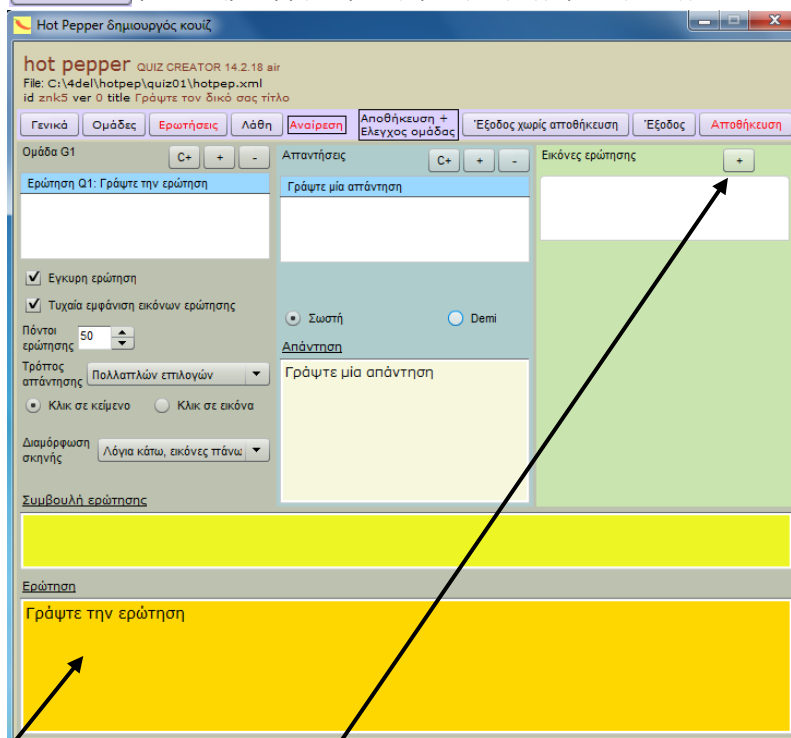 Hot Pepper δημιουργός κουίζ
hot pepper QUIZ CREATOR 14.2.18 air
File: C:\4del\hotpep\quiz01\hotpep.xml
id znk5 ver 0 title Γράψτε τον δικό σας τίτλο
Γενικά Ομάδες Ερωτήσεις Λάθη Αναίρεση Αποθήκευση + Ελεγχος ομάδας Έξοδος χωρίς αποθήκευση Έξοδος Αποθήκευση
Ομάδα G1 C+ + -
Ερώτηση Q1: Γράψτε την ερώτηση
Εγκυρη ερώτηση
Τυχαία εμφάνιση εικόνων ερώτησης
Πόντοι ερώτησης 50
Τρόπος απάντησης Πολλαπλών επιλογών
Κλικ σε κείμενο Κλικ σε εικόνα
Διαμόρφωση σκηνής Λόγια κάτω, εικόνες πάνω
Απαντήσεις C+ + -
Γράψτε μία απάντηση
Σωστή Demi
Απάντηση
Γράψτε μία απάντηση
Εικόνες ερώτησης +
Συμβουλή ερώτησης
Ερώτηση
Γράψτε την ερώτηση